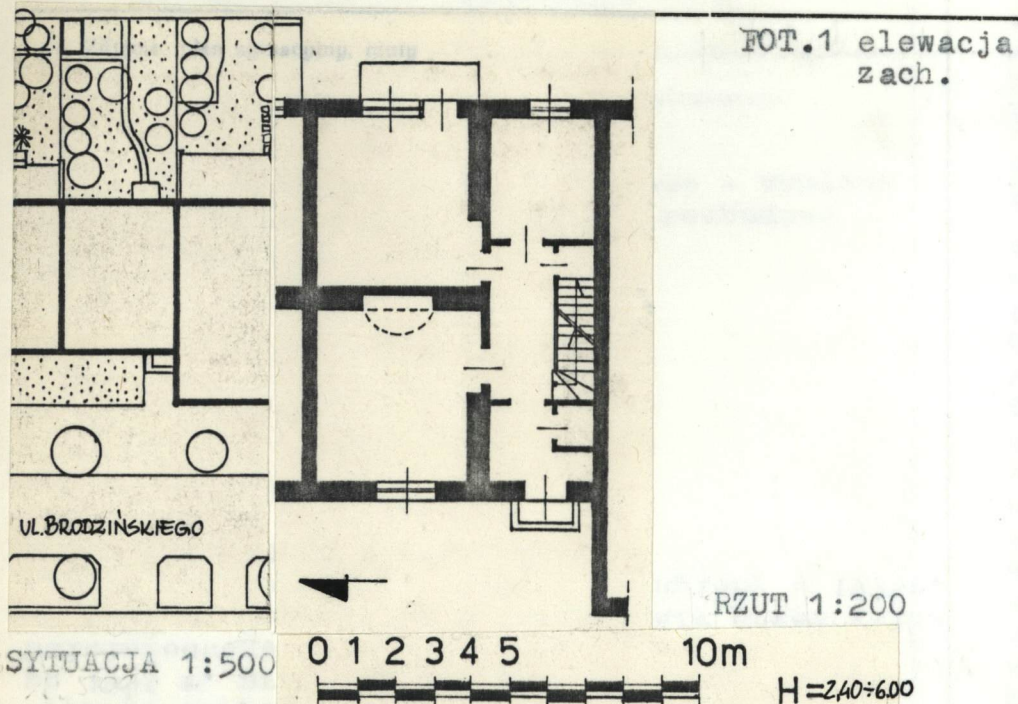 FOT.1 elewacja
zach.
UL.BRODZIŃSKIEGO
RZUT 1:200
SYTUACJA 1:500
0 1 2 3 4 5 10m
H=2,40÷6.00